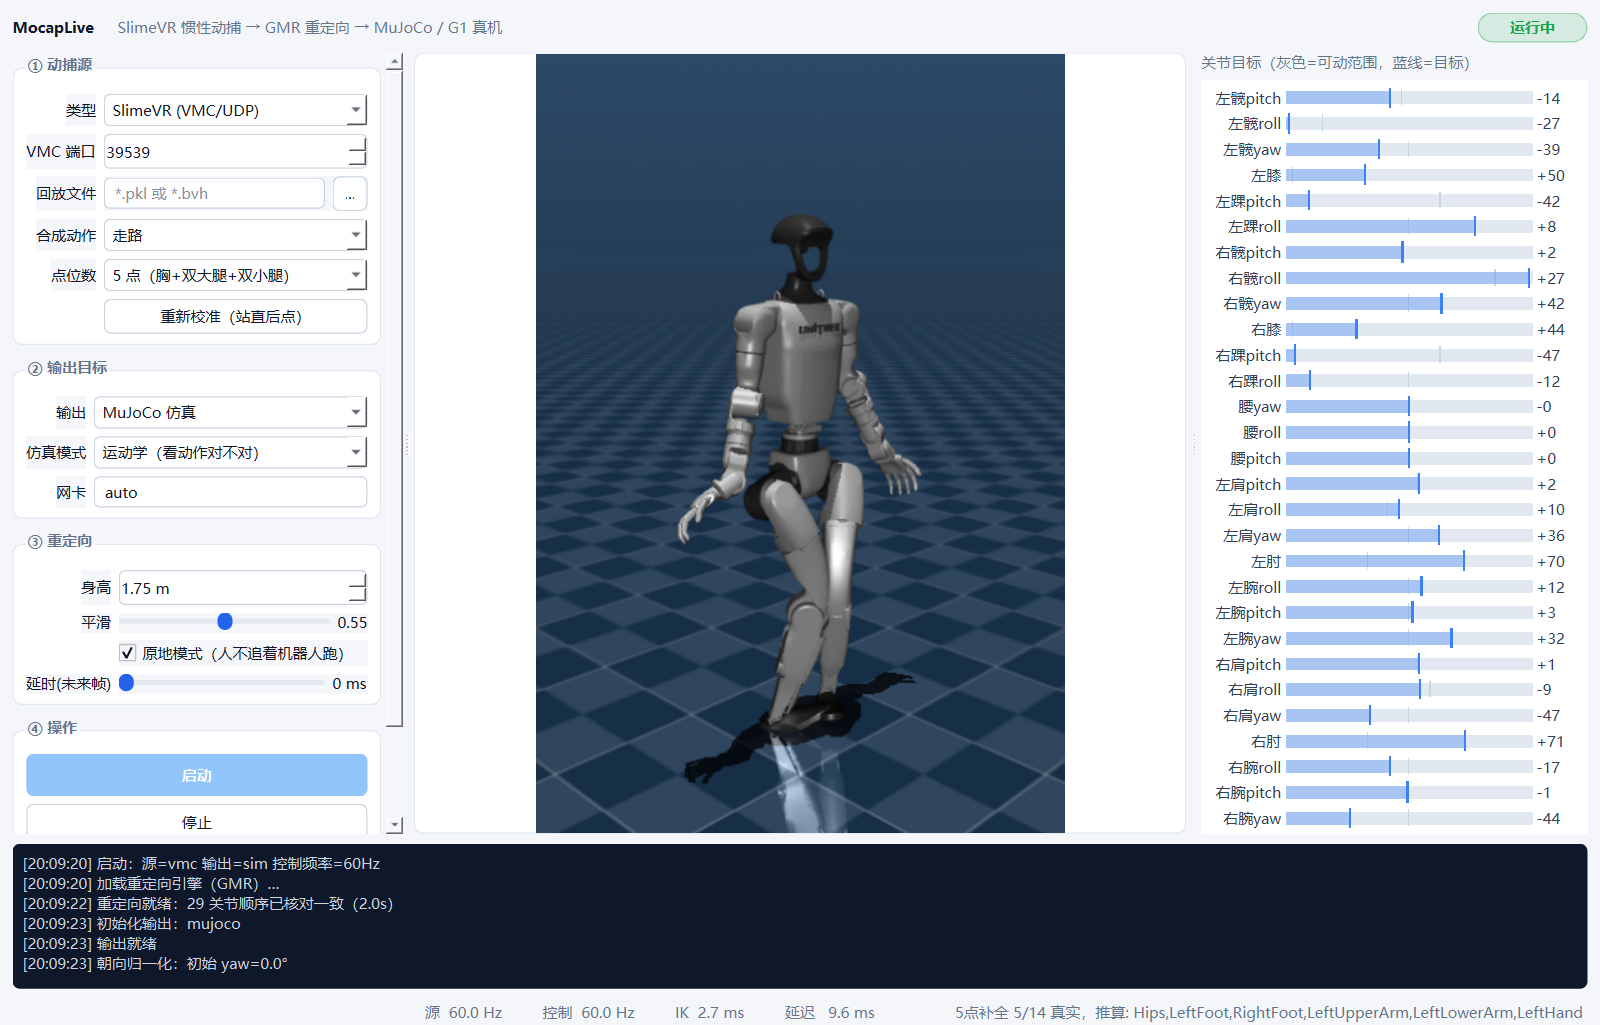 MocapLive SlimeVR 惯性动捕 → GMR 重定向 → MuJoCo / G1 真机
运行中
① 动捕源
类型 SlimeVR (VMC/UDP)
VMC 端口 39539
回放文件 *.pkl 或 *.bvh ...
合成动作 走路
点位数 5 点（胸+双大腿+双小腿）
重新校准（站直后点）
② 输出目标
输出 MuJoCo 仿真
仿真模式 运动学（看动作对不对）
网卡 auto
③ 重定向
身高 1.75 m
平滑 0.55
原地模式（人不追着机器人跑）
延时(未来帧) 0 ms
④ 操作
启动
停止
UNITREE
关节目标（灰色=可动范围，蓝线=目标）
左髋pitch -14
左髋roll -27
左髋yaw -39
左膝 +50
左踝pitch -42
左踝roll +8
右髋pitch +2
右髋roll +27
右髋yaw +42
右膝 +44
右踝pitch -47
右踝roll -12
腰yaw -0
腰roll +0
腰pitch +0
左肩pitch +2
左肩roll +10
左肩yaw +36
左肘 +70
左腕roll +12
左腕pitch +3
左腕yaw +32
右肩pitch +1
右肩roll -9
右肩yaw -47
右肘 +71
右腕roll -17
右腕pitch -1
右腕yaw -44
[20:09:20] 启动：源=vmc 输出=sim 控制频率=60Hz
[20:09:20] 加载重定向引擎（GMR）...
[20:09:22] 重定向就绪：29 关节顺序已核对一致（2.0s）
[20:09:23] 初始化输出：mujoco
[20:09:23] 输出就绪
[20:09:23] 朝向归一化：初始 yaw=0.0°
源 60.0 Hz 控制 60.0 Hz IK 2.7 ms 延迟 9.6 ms 5点补全 5/14 真实，推算: Hips,LeftFoot,RightFoot,LeftUpperArm,LeftLowerArm,LeftHand